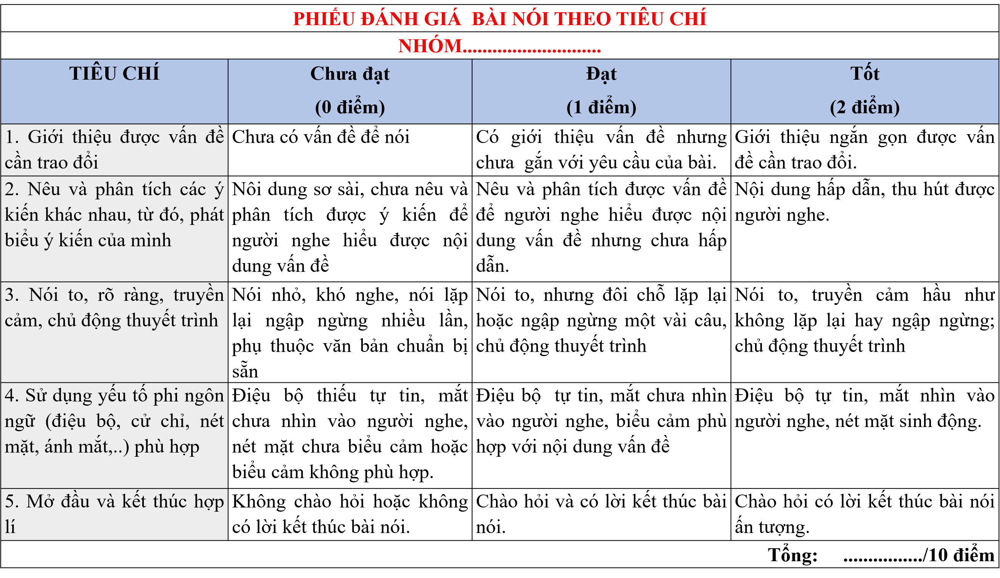 PHIẾU ĐÁNH GIÁ  BÀI NÓI THEO TIÊU CHÍ
NHÓM............................
TIÊU CHÍ
Chưa đạt
(0 điểm)
Đạt
(1 điểm)
Tốt
(2 điểm)
1. Giới thiệu được vấn đề
cần trao đổi
Chưa có vấn đề để nói
Có giới thiệu vấn đề nhưng
chưa  gắn với yêu cầu của bài.
Giới thiệu ngắn gọn được vấn
đề cần trao đổi.
2. Nêu và phân tích các ý
kiến khác nhau, từ đó, phát
biểu ý kiến của mình
Nôi dung sơ sài, chưa nêu và
phân tích được ý kiến để
người nghe hiểu được nội
dung vấn đề
Nêu và phân tích được vấn đề
để người nghe hiểu được nội
dung vấn đề nhưng chưa hấp
dẫn.
Nội dung hấp dẫn, thu hút được
người nghe.
3. Nói to, rõ ràng, truyền
cảm, chủ động thuyết trình
Nói nhỏ, khó nghe, nói lặp
lại ngập ngừng nhiều lần,
phụ thuộc văn bản chuẩn bị
sẵn
Nói to, nhưng đôi chỗ lặp lại
hoặc ngập ngừng một vài câu,
chủ động thuyết trình
Nói to, truyền cảm hầu như
không lặp lại hay ngập ngừng;
chủ động thuyết trình
4. Sử dụng yếu tố phi ngôn
ngữ (điệu bộ, cử chỉ, nét
mặt, ánh mắt,..) phù hợp
Điệu bộ thiếu tự tin, mắt
chưa nhìn vào người nghe,
nét mặt chưa biểu cảm hoặc
biểu cảm không phù hợp.
Điệu bộ  tự tin, mắt chưa nhìn
vào người nghe, biểu cảm phù
hợp với nội dung vấn đề
Điệu bộ tự tin, mắt nhìn vào
người nghe, nét mặt sinh động.
5. Mở đầu và kết thúc hợp
lí
Không chào hỏi hoặc không
có lời kết thúc bài nói.
Chào hỏi và có lời kết thúc bài
nói.
Chào hỏi có lời kết thúc bài nói
ấn tượng.
Tổng:     ................/10 điểm